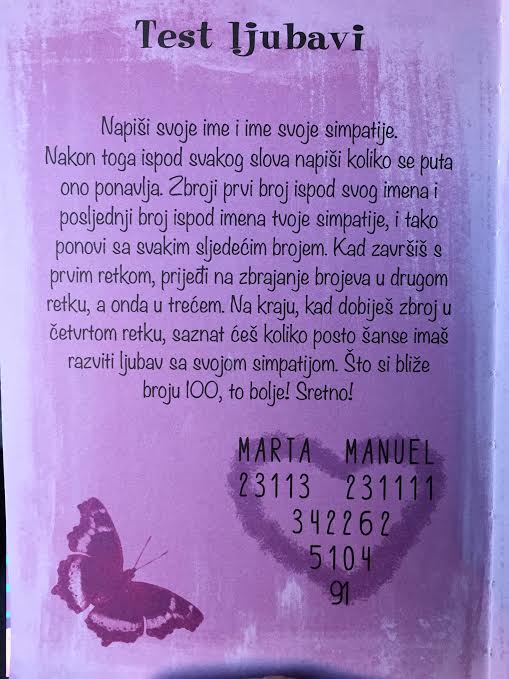 Test ljubavi
Napiši svoje ime i ime svoje simpatije.
Nakon toga ispod svakog slova napiši koliko se puta
ono ponavlja. Zbroji prvi broj ispod svog imena i
posljednji broj ispod imena tvoje simpatije, i tako
ponovi sa svakim sljedećim brojem. Kad završiš s
prvim retkom, prijeđi na zbrajanje brojeva u drugom
retku, a onda u trećem. Na kraju, kad dobiješ zbroj u
četvrtom retku, saznat ćeš koliko posto šanse imaš
razviti ljubav sa svojom simpatijom. Što si bliže
broju 100, to bolje! Sretno!
MARTA MANUEL
23113 231111
342262
5104
91